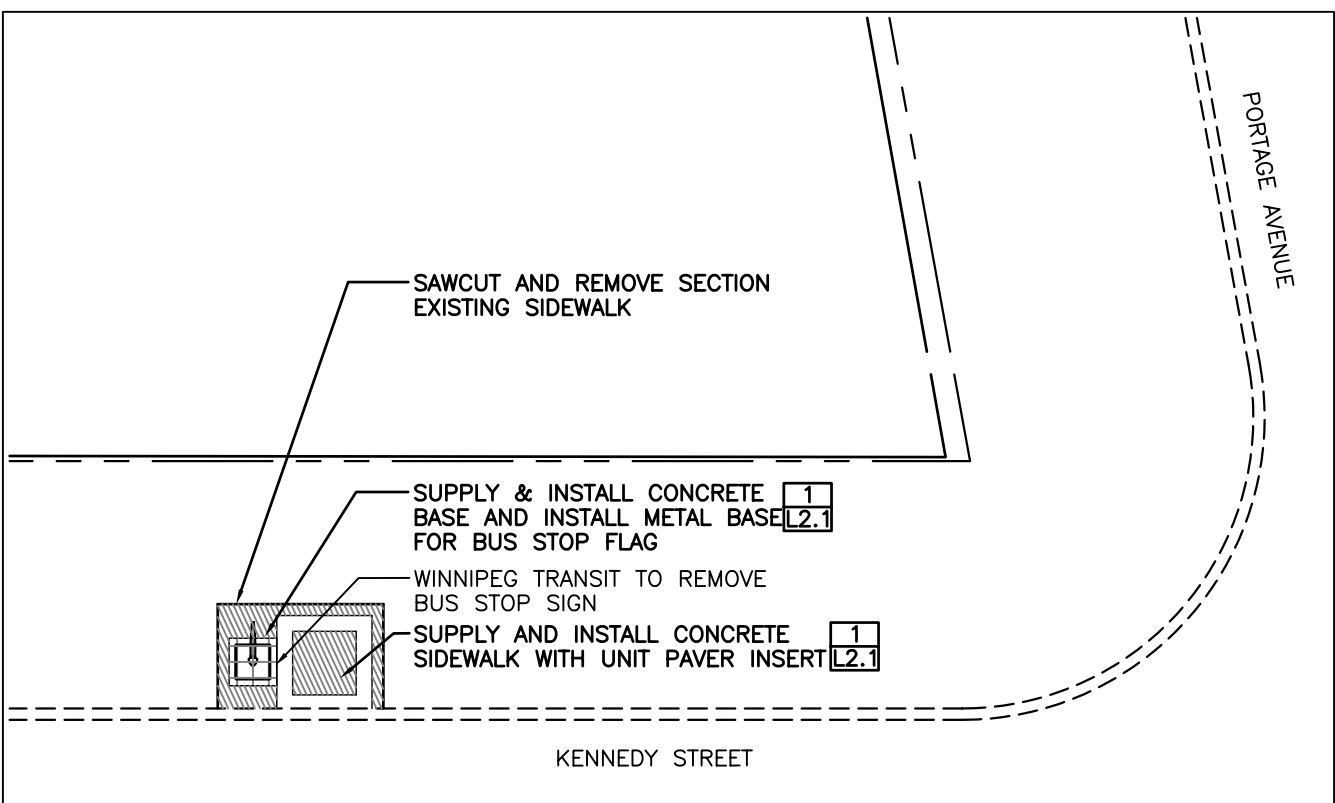 PORTAGE AVENUE
SAWCUT AND REMOVE SECTION
EXISTING SIDEWALK
SUPPLY & INSTALL CONCRETE 1
BASE AND INSTALL METAL BASE L2.1
FOR BUS STOP FLAG
WINNIPEG TRANSIT TO REMOVE
BUS STOP SIGN
SUPPLY AND INSTALL CONCRETE 1
SIDEWALK WITH UNIT PAVER INSERT L2.1
KENNEDY STREET